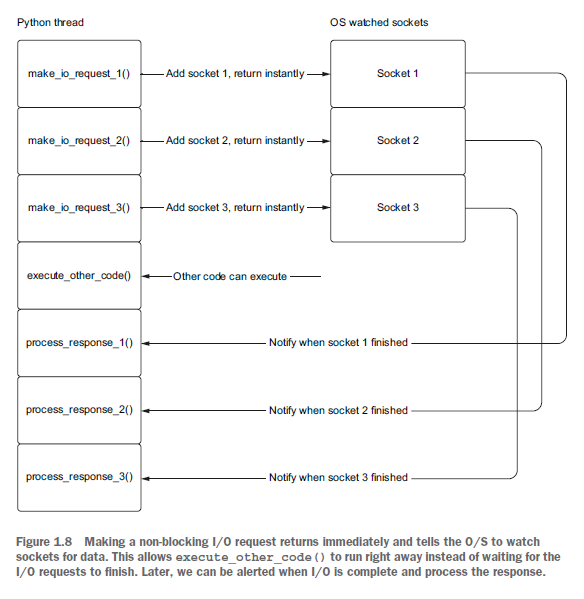 Python thread
OS watched sockets
make_io_request_1()
Add socket 1, return instantly
Socket 1
make_io_request_2()
Add socket 2, return instantly
Socket 2
make_io_request_3()
Add socket 3, return instantly
Socket 3
execute_other_code()
Other code can execute
process_response_1()
Notify when socket 1 finished
process_response_2()
Notify when socket 2 finished
process_response_3()
Notify when socket 3 finished
Figure 1.8 Making a non-blocking I/O request returns immediately and tells the O/S to watch
sockets for data. This allows execute_other_code() to run right away instead of waiting for the
I/O requests to finish. Later, we can be alerted when I/O is complete and process the response.